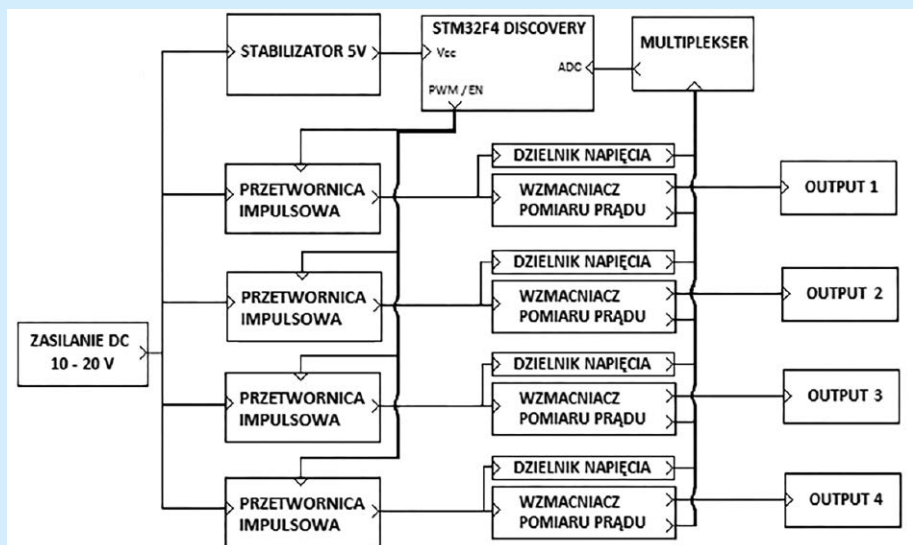 STABILIZATOR 5V
STM32F4 DISCOVERY
Vcc
ADC
PWM / EN
MULTIPLEKSER
PRZETWORNICA
IMPULSOWA
DZIELNIK NAPIĘCIA
WZMACNIACZ
POMIARU PRĄDU
OUTPUT 1
PRZETWORNICA
IMPULSOWA
DZIELNIK NAPIĘCIA
WZMACNIACZ
POMIARU PRĄDU
OUTPUT 2
ZASILANIE DC
10 - 20 V
PRZETWORNICA
IMPULSOWA
DZIELNIK NAPIĘCIA
WZMACNIACZ
POMIARU PRĄDU
OUTPUT 3
PRZETWORNICA
IMPULSOWA
DZIELNIK NAPIĘCIA
WZMACNIACZ
POMIARU PRĄDU
OUTPUT 4